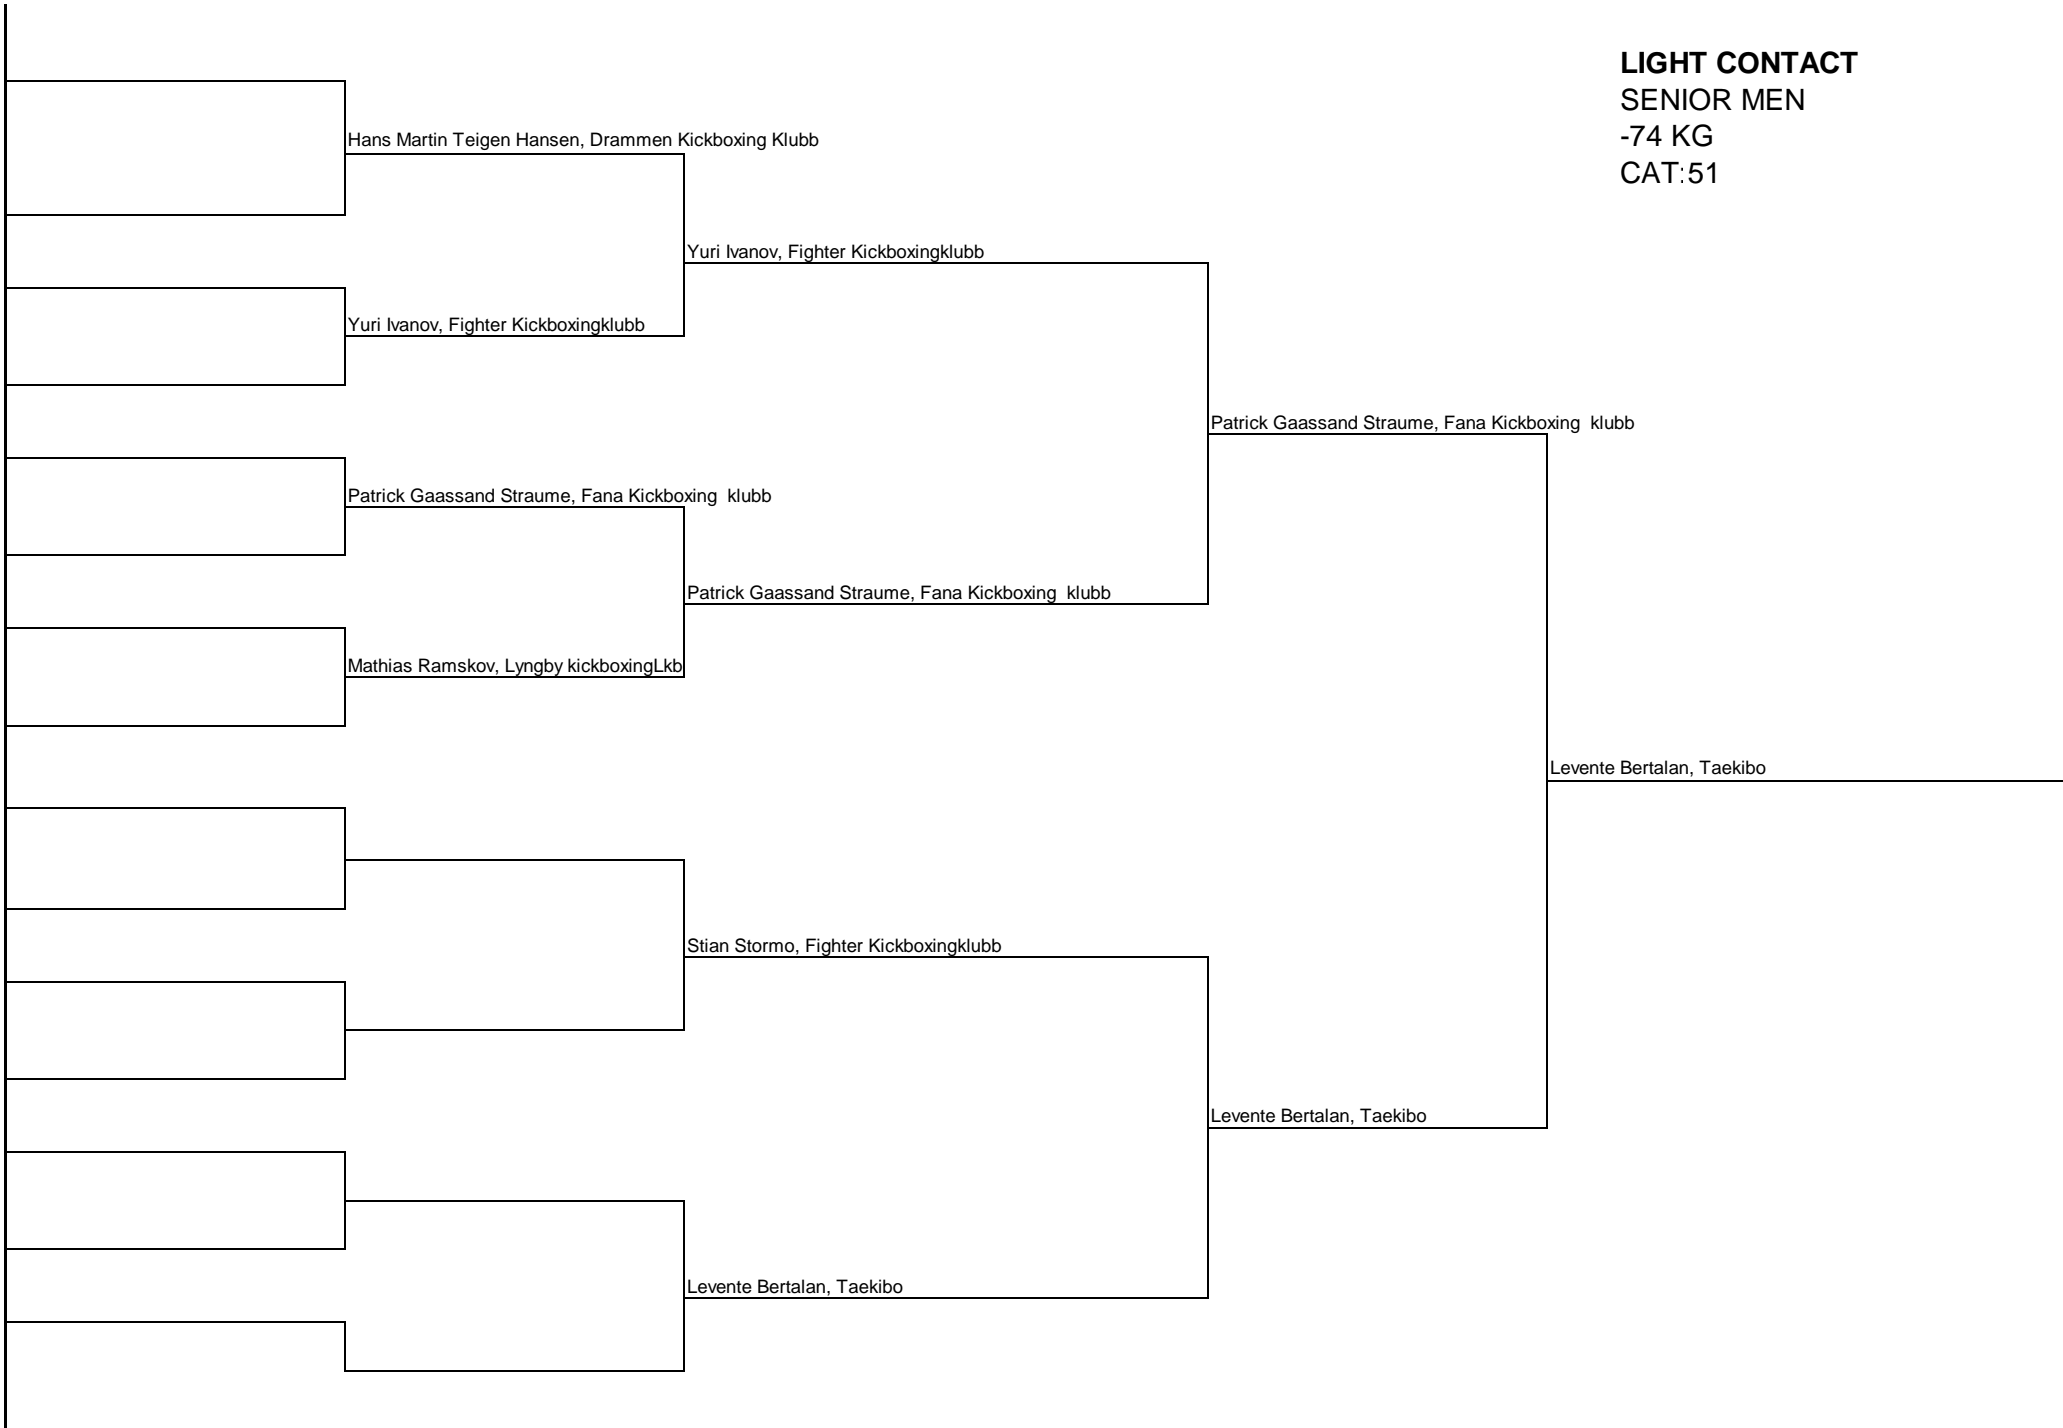 LIGHT CONTACT
SENIOR MEN
-74 KG
CAT:51
Hans Martin Teigen Hansen, Drammen Kickboxing Klubb
Yuri Ivanov, Fighter Kickboxingklubb
Yuri Ivanov, Fighter Kickboxingklubb
Patrick Gaassand Straume, Fana Kickboxing  klubb
Patrick Gaassand Straume, Fana Kickboxing  klubb
Patrick Gaassand Straume, Fana Kickboxing  klubb
Mathias Ramskov, Lyngby kickboxingLkb
Levente Bertalan, Taekibo
Stian Stormo, Fighter Kickboxingklubb
Levente Bertalan, Taekibo
Levente Bertalan, Taekibo